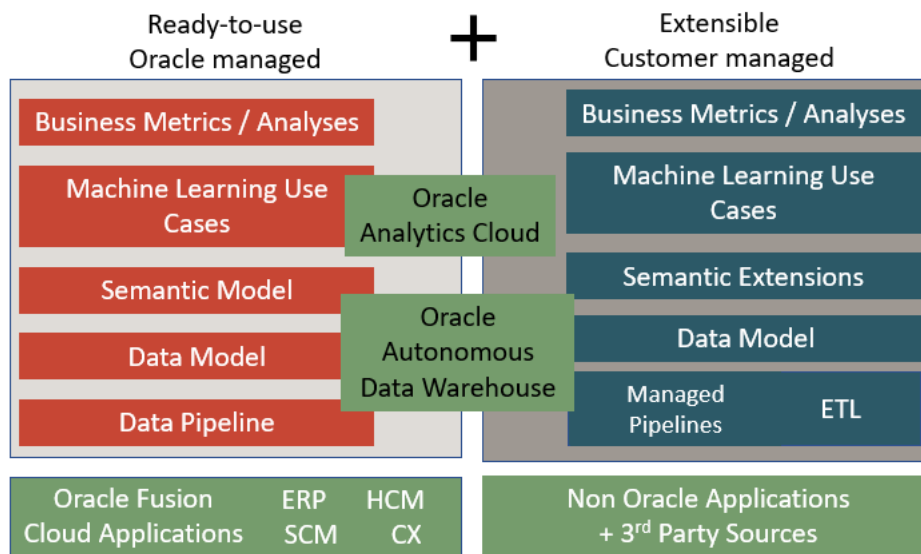 Ready-to-use
Oracle managed
+
Extensible
Customer managed
Business Metrics / Analyses
Machine Learning Use
Cases
Semantic Model
Data Model
Data Pipeline
Oracle
Analytics Cloud
Oracle
Autonomous
Data Warehouse
Business Metrics / Analyses
Machine Learning Use
Cases
Semantic Extensions
Data Model
Managed
Pipelines
ETL
Oracle Fusion
Cloud Applications
ERP HCM
SCM CX
Non Oracle Applications
+ 3rd Party Sources